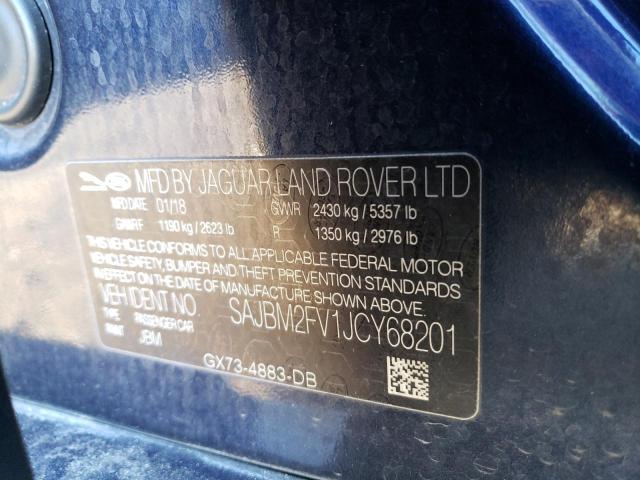 MFD BY JAGUAR LAND ROVER LTD
MFD DATE 01/18 GVWR 2430 kg / 5357 lb
GAWR F 1190 kg / 2623 lb R 1350 kg / 2976 lb
THIS VEHICLE CONFORMS TO ALL APPLICABLE FEDERAL MOTOR
VEHICLE SAFETY, BUMPER AND THEFT PREVENTION STANDARDS
IN EFFECT ON THE DATE OF MANUFACTURE SHOWN ABOVE.
VEH IDENT NO. SAJBM2FV1JCY68201
TYPE PASSENGER CAR
PAINT JBM
GX73-4883-DB